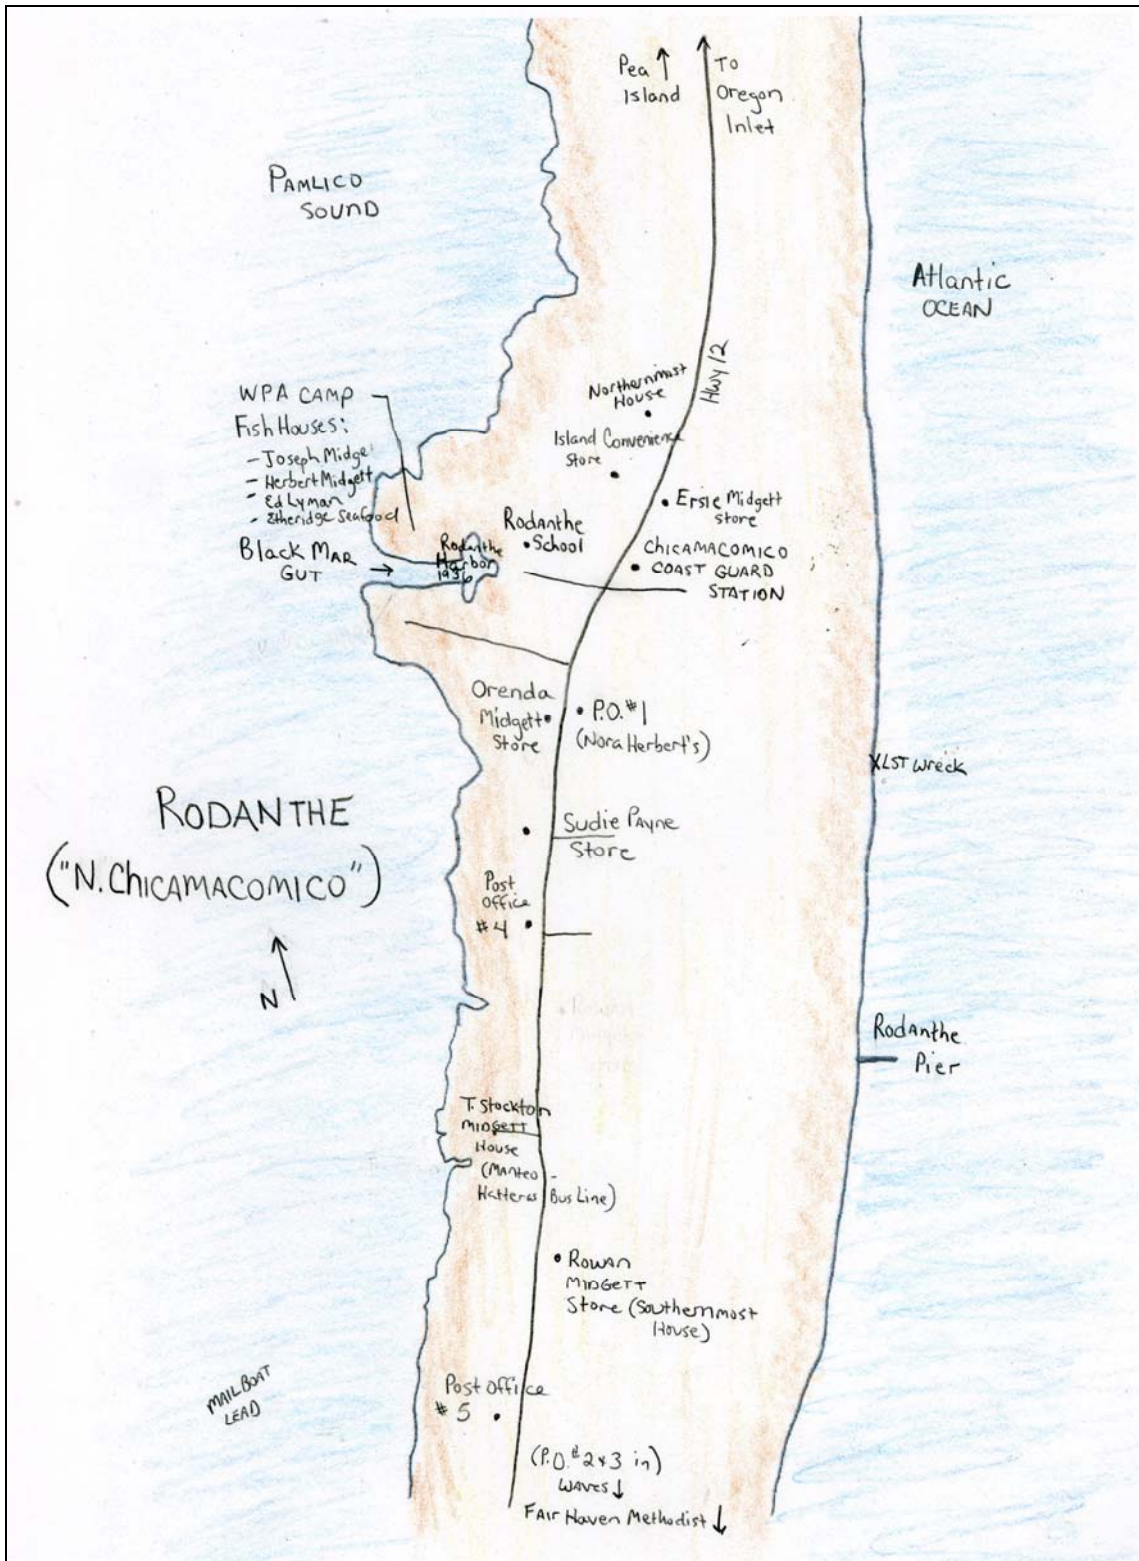 Pea
Island
To
Oregon
Inlet
PAMLICO
SOUND
Atlantic
OCEAN
Hwy 12
Northernmost
House
Island Convenience
Store
Ersie Midgett
store
WPA CAMP
Fish Houses:
- Joseph Midget
- Herbert Midgett
- Ed Lyman
- Etheridge Seafood
Black MAR
GUT
Rodanthe
Harbor
1936
Rodanthe
School
CHICAMACOMICO
COAST GUARD
STATION
Orenda
Midgett
Store
P.O. #1
(Nora Herbert's)
X LST Wreck
RODANTHE
("N. CHICAMACOMICO")
N
Sudie Payne
Store
Post
Office
#4
Rodanthe
Pier
T. Stockton
MIDGETT
House
(Manteo -
Hatteras Bus Line)
Rowan
MIDGETT
Store (Southernmost
House)
MAILBOAT
LEAD
Post Office
# 5
(P.O. # 2 & 3 in)
WAVES
FAIR HAVEN METHODIST